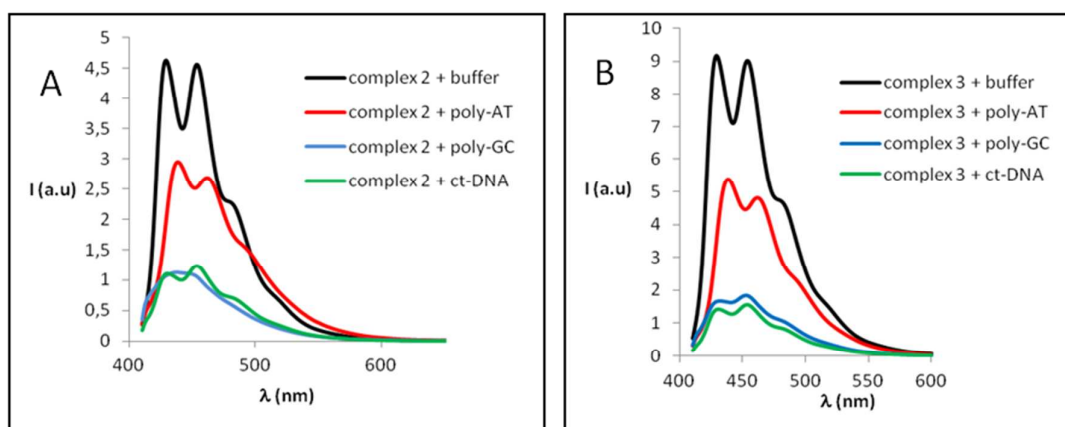 A
5
4,5
4
3,5
3
2,5
2
1,5
1
0,5
0
I (a.u)
400
500
600
λ (nm)
complex 2 + buffer
complex 2 + poly-AT
complex 2 + poly-GC
complex 2 + ct-DNA
B
10
9
8
7
6
5
4
3
2
1
0
I (a.u)
400
450
500
550
600
λ (nm)
complex 3 + buffer
complex 3 + poly-AT
complex 3 + poly-GC
complex 3 + ct-DNA